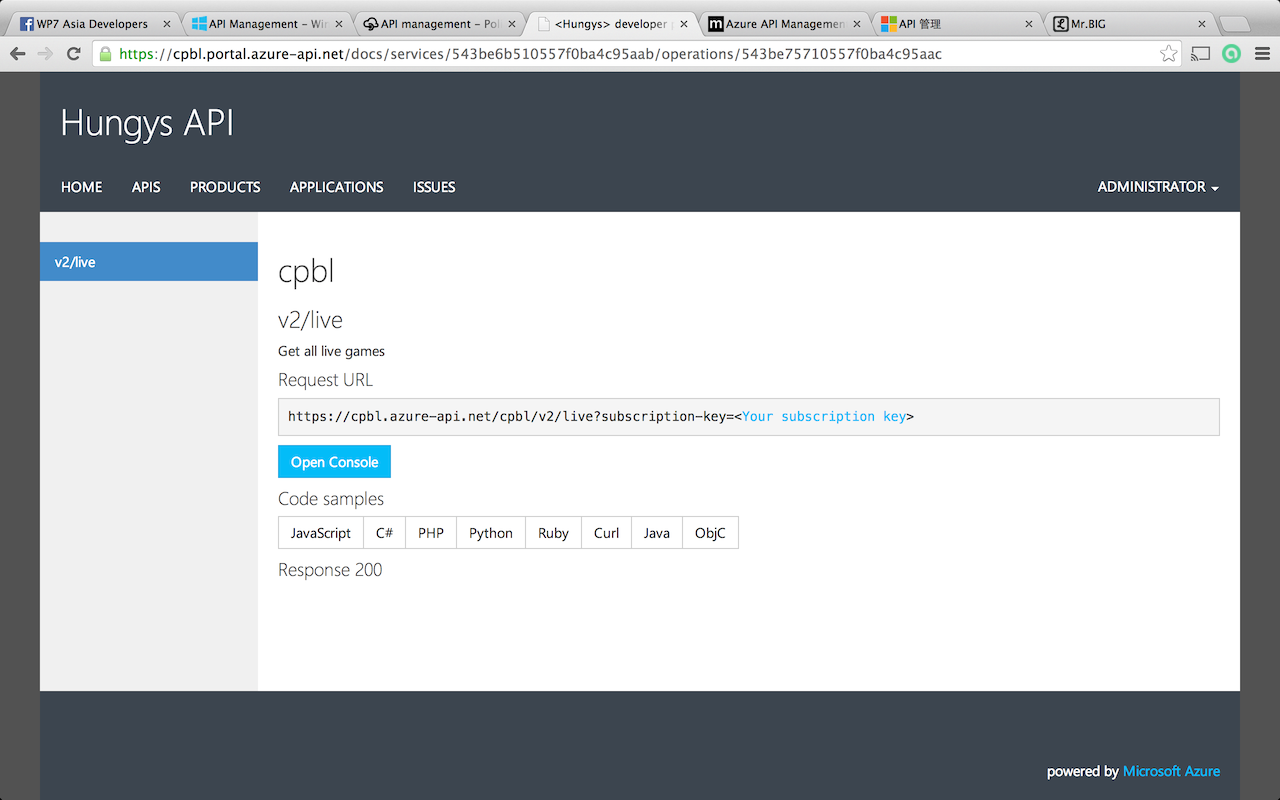 WP7 Asia Developers
API Management – Win
API management – Pol
<Hungys> developer p
Azure API Managemen
API 管理
Mr.BIG
https://cpbl.portal.azure-api.net/docs/services/543be6b510557f0ba4c95aab/operations/543be75710557f0ba4c95aac
Hungys API
HOME APIS PRODUCTS APPLICATIONS ISSUES ADMINISTRATOR
v2/live
cpbl
v2/live
Get all live games
Request URL
https://cpbl.azure-api.net/cpbl/v2/live?subscription-key=<Your subscription key>
Open Console
Code samples
JavaScript C# PHP Python Ruby Curl Java ObjC
Response 200
powered by Microsoft Azure